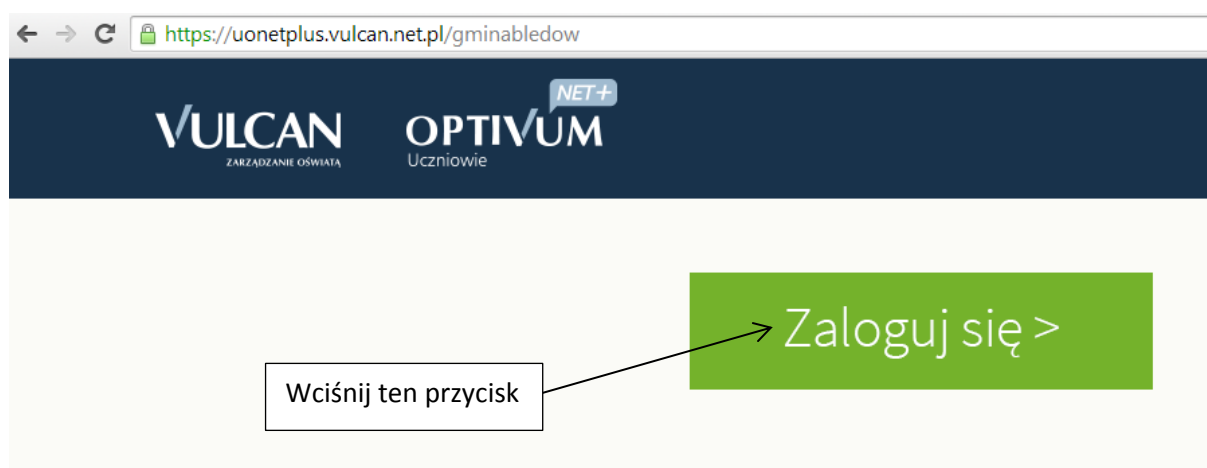 https://uonetplus.vulcan.net.pl/gminabledow
NET+
VULCAN OPTIVUM
ZARZĄDZANIE OŚWIATĄ Uczniowie
Zaloguj się >
Wciśnij ten przycisk